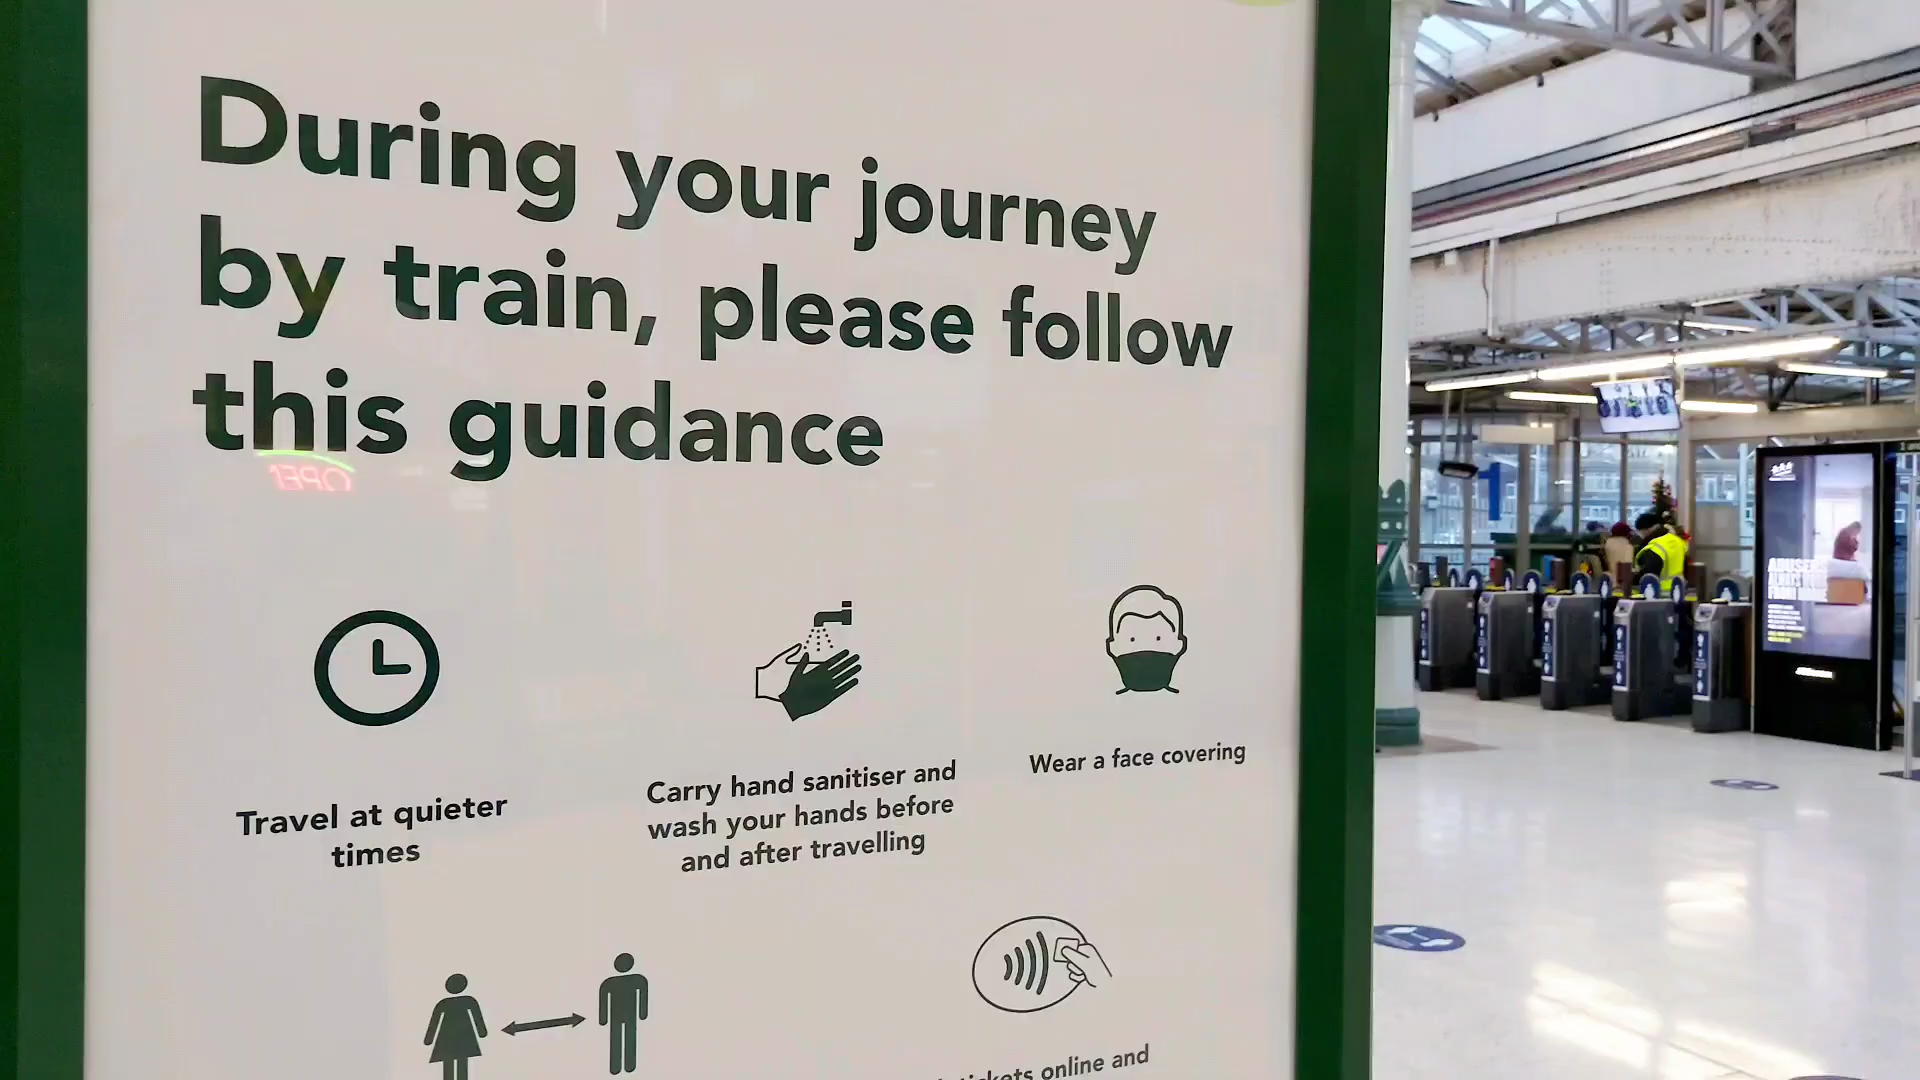 During your journey
by train, please follow
this guidance
OPEN
Travel at quieter
times
Carry hand sanitiser and
wash your hands before
and after travelling
Wear a face covering
online and